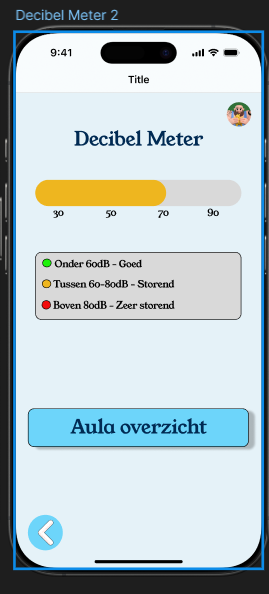 Decibel Meter 2
9:41
Title
Decibel Meter
30 50 70 90
Onder 60dB - Goed
Tussen 60-80dB - Storend
Boven 80dB - Zeer storend
Aula overzicht